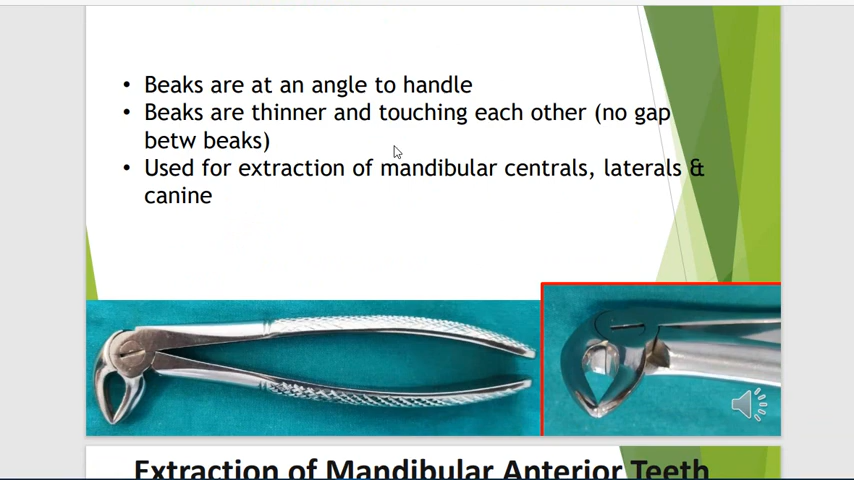 • Beaks are at an angle to handle
• Beaks are thinner and touching each other (no gap
betw beaks)
• Used for extraction of mandibular centrals, laterals &
canine
Extraction of Mandibular Anterior Teeth